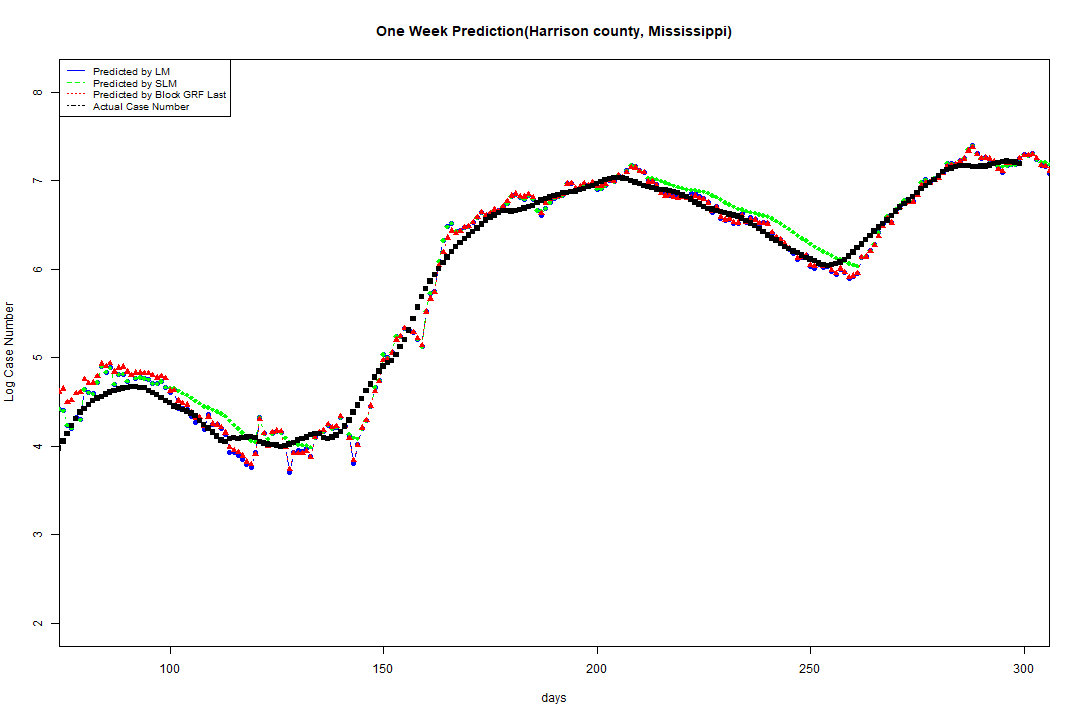 One Week Prediction(Harrison county, Mississippi)
Predicted by LM
Predicted by SLM
Predicted by Block GRF Last
Actual Case Number
8
7
6
5
4
3
2
Log Case Number
100 150 200 250 300
days